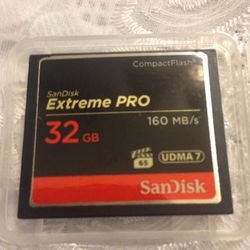 CompactFlash®
SanDisk
Extreme PRO
32 GB
160 MB/s*
65
UDMA 7
SanDisk